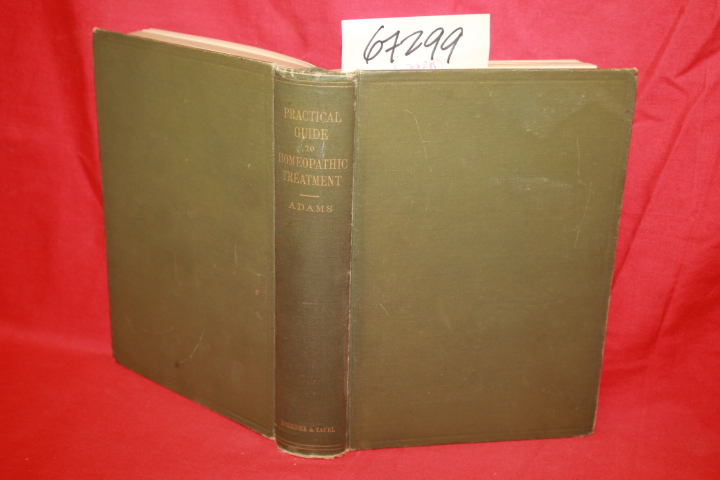 67299
PRACTICAL
GUIDE
TO
HOMEOPATHIC
TREATMENT
ADAMS
BOERICKE & TAFEL